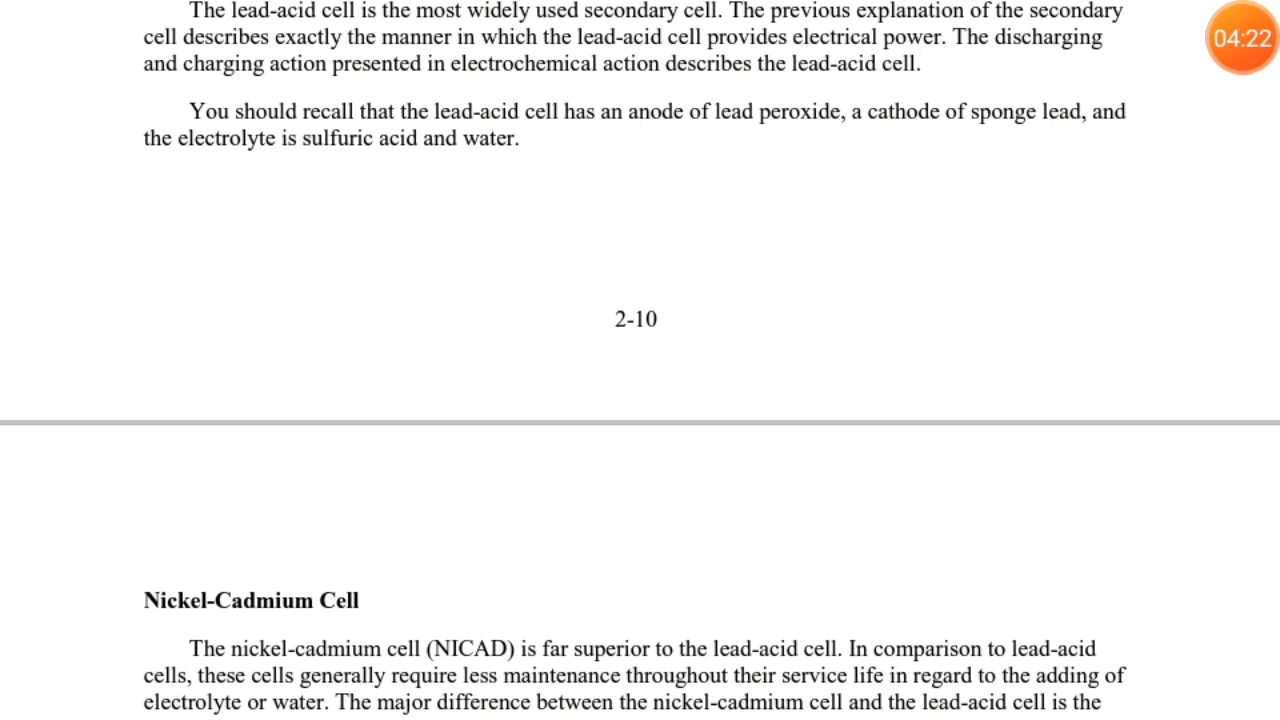 The lead-acid cell is the most widely used secondary cell. The previous explanation of the secondary
cell describes exactly the manner in which the lead-acid cell provides electrical power. The discharging
and charging action presented in electrochemical action describes the lead-acid cell.
You should recall that the lead-acid cell has an anode of lead peroxide, a cathode of sponge lead, and
the electrolyte is sulfuric acid and water.
2-10
Nickel-Cadmium Cell
The nickel-cadmium cell (NICAD) is far superior to the lead-acid cell. In comparison to lead-acid
cells, these cells generally require less maintenance throughout their service life in regard to the adding of
electrolyte or water. The major difference between the nickel-cadmium cell and the lead-acid cell is the
04:22